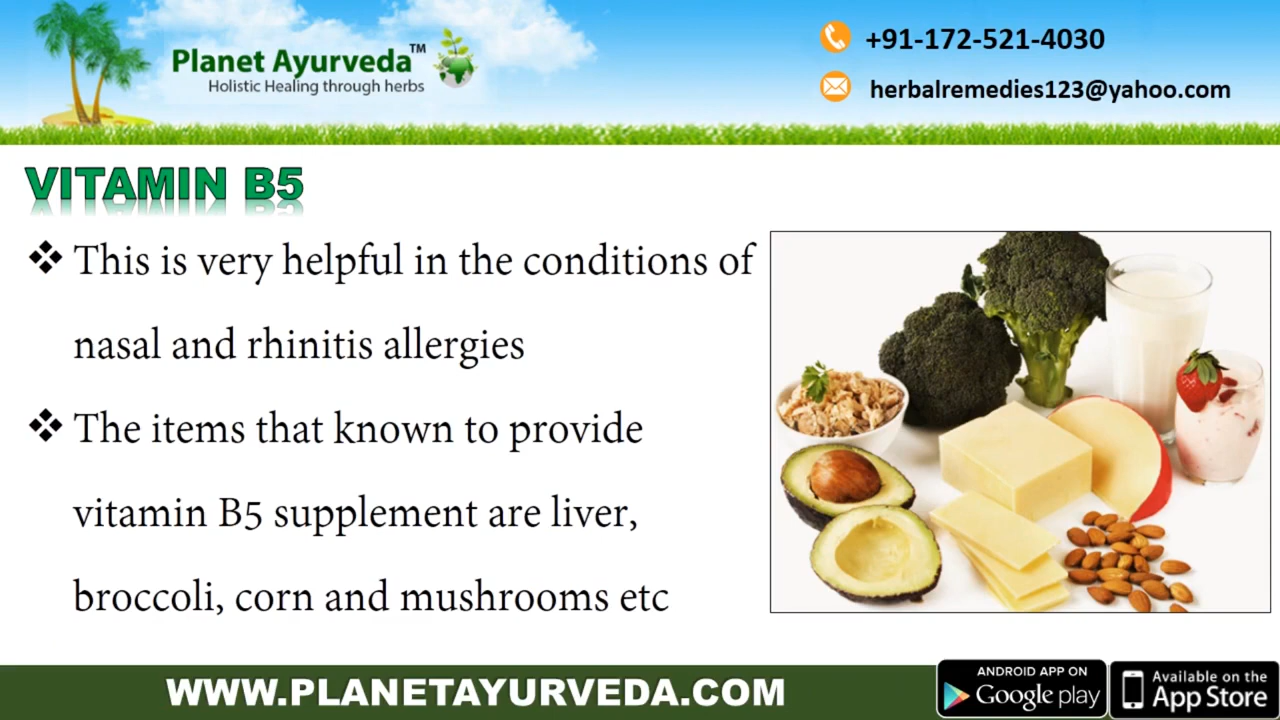 Planet Ayurveda™
Holistic Healing through herbs
+91-172-521-4030
herbalremedies123@yahoo.com
VITAMIN B5
❖ This is very helpful in the conditions of
nasal and rhinitis allergies
❖ The items that known to provide
vitamin B5 supplement are liver,
broccoli, corn and mushrooms etc
WWW.PLANETAYURVEDA.COM
ANDROID APP ON
Google play
Available on the
App Store